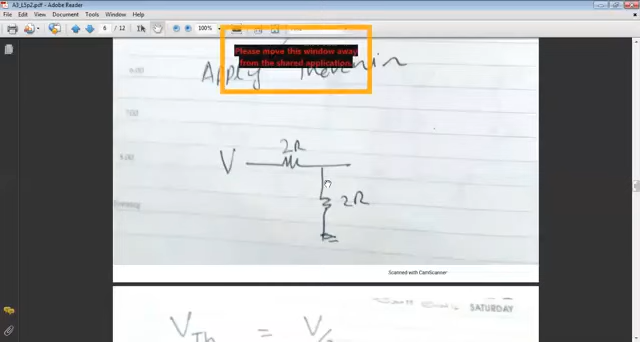 A3_L5p2.pdf - Adobe Reader
File Edit View Document Tools Window Help
6 / 12 100%
Please move this window away
from the shared application
Apply Thevenin
V 2R
2R
Scanned with CamScanner
SATURDAY
V_Th = V/2